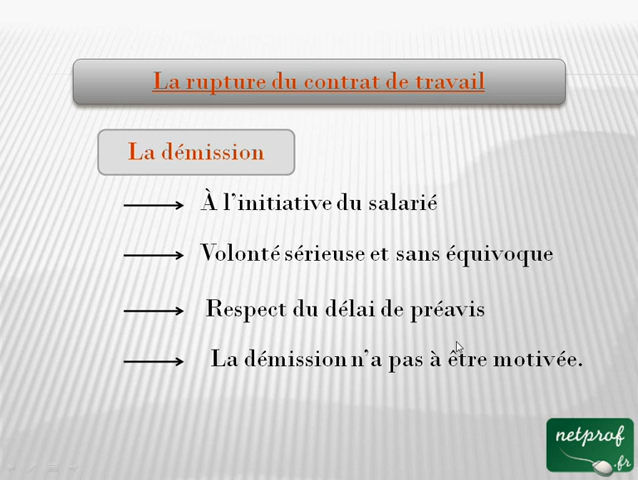 La rupture du contrat de travail
La démission
À l'initiative du salarié
Volonté sérieuse et sans équivoque
Respect du délai de préavis
La démission n'a pas à être motivée.
netprof
.fr